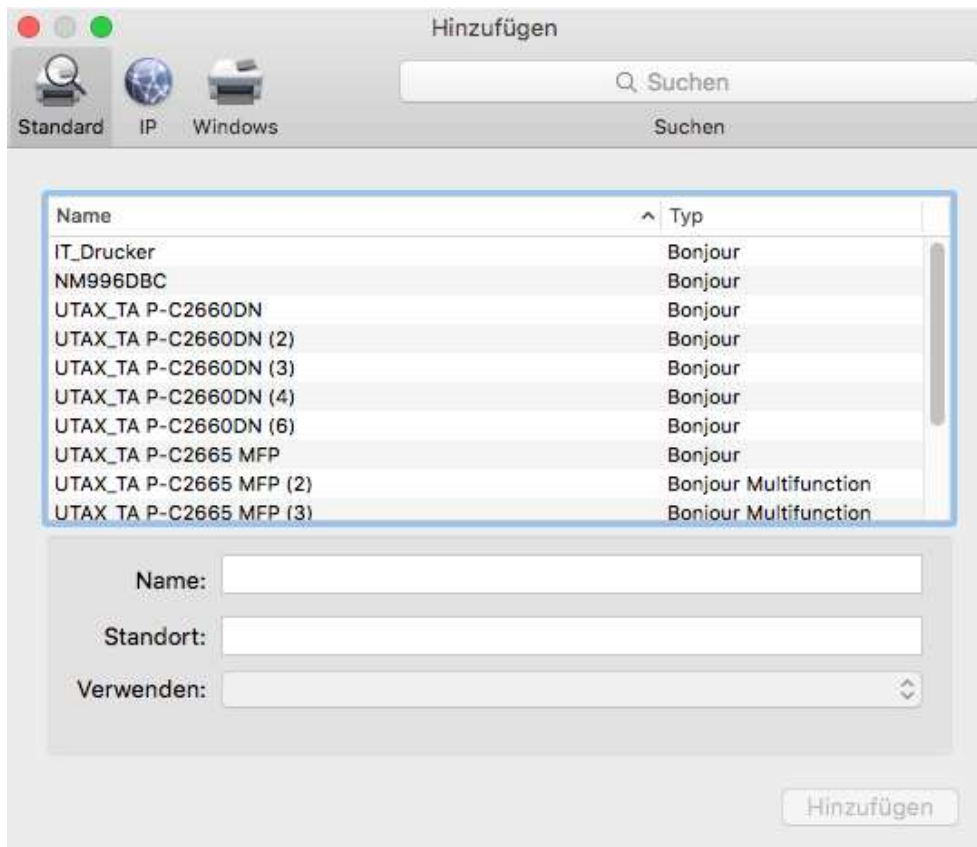 Hinzufügen
Suchen
Standard IP Windows Suchen
Name Typ
IT_Drucker Bonjour
NM996DBC Bonjour
UTAX_TA P-C2660DN Bonjour
UTAX_TA P-C2660DN (2) Bonjour
UTAX_TA P-C2660DN (3) Bonjour
UTAX_TA P-C2660DN (4) Bonjour
UTAX_TA P-C2660DN (6) Bonjour
UTAX_TA P-C2665 MFP Bonjour
UTAX_TA P-C2665 MFP (2) Bonjour Multifunction
UTAX_TA P-C2665 MFP (3) Bonjour Multifunction
Name:
Standort:
Verwenden:
Hinzufügen